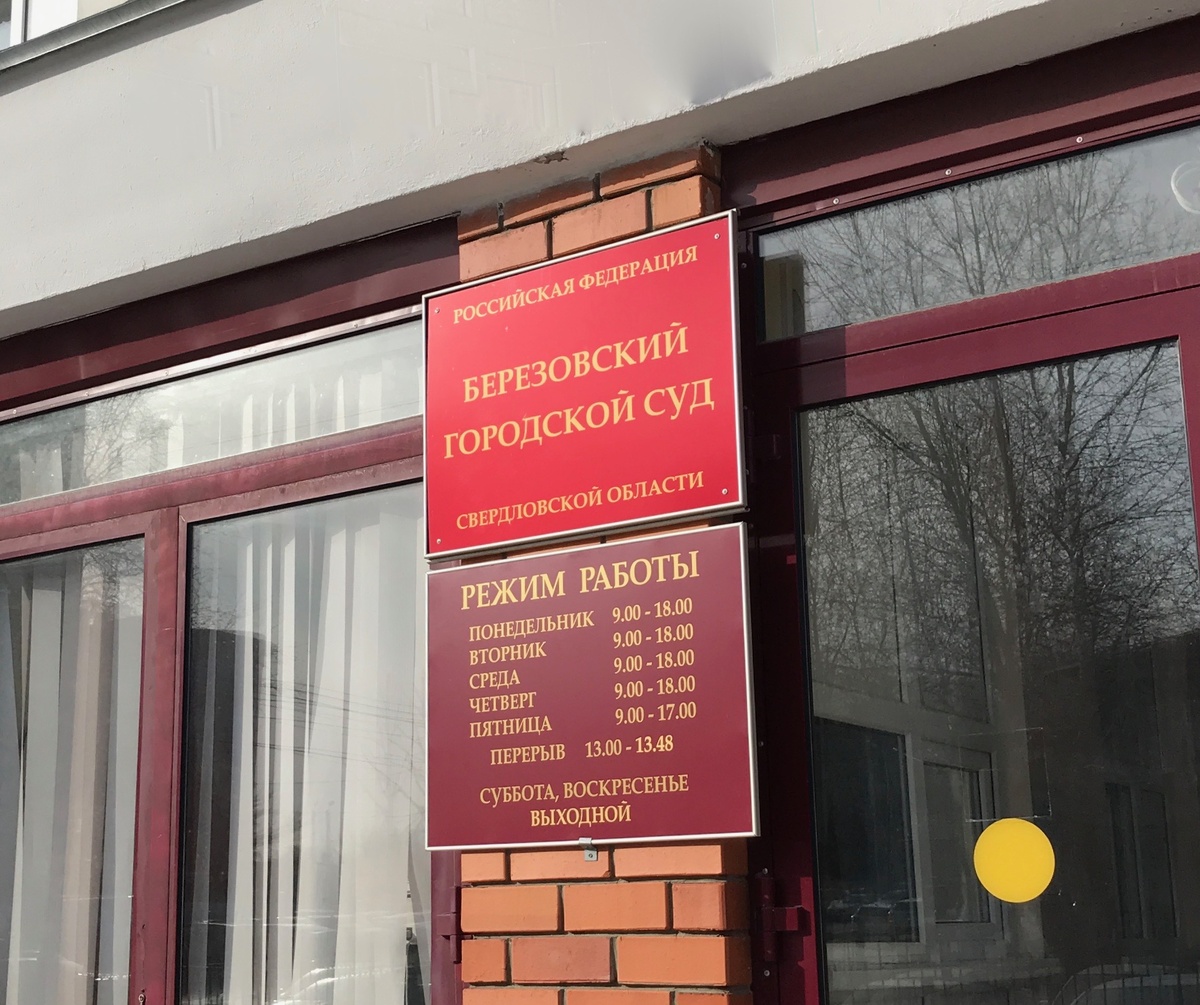 РОССИЙСКАЯ ФЕДЕРАЦИЯ
БЕРЕЗОВСКИЙ
ГОРОДСКОЙ СУД
СВЕРДЛОВСКОЙ ОБЛАСТИ
РЕЖИМ РАБОТЫ
ПОНЕДЕЛЬНИК 9.00 - 18.00
ВТОРНИК 9.00 - 18.00
СРЕДА 9.00 - 18.00
ЧЕТВЕРГ 9.00 - 18.00
ПЯТНИЦА 9.00 - 17.00
ПЕРЕРЫВ 13.00 - 13.48
СУББОТА, ВОСКРЕСЕНЬЕ
ВЫХОДНОЙ